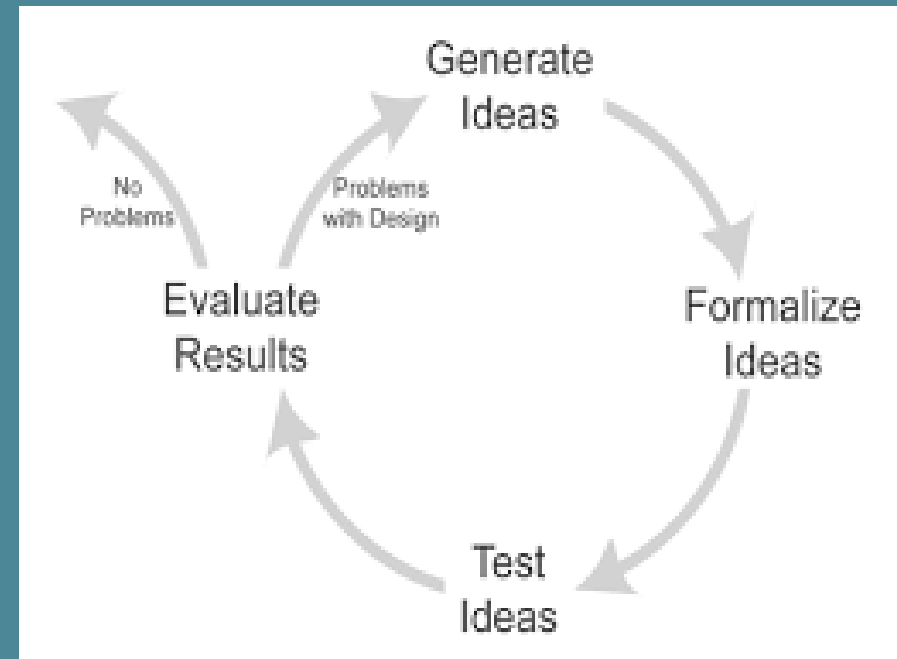 Generate
Ideas
No
Problems
Problems
with Design
Evaluate
Results
Formalize
Ideas
Test
Ideas